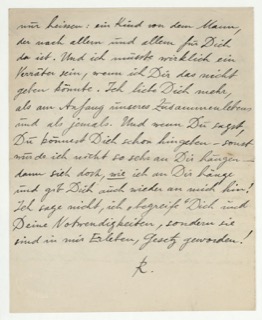 nur heissen: ein Kind von dem Mann,
der nach allem und allem für Dich
da ist. Und ich müsste wirklich ein
Verräter sein, wenn ich Dir das nicht
geben könnte. Ich liebe Dich mehr,
als am Anfang unseres Zusammenlebens
und als jemals. Und wenn Du sagst,
Du könntest Dich schon hingeben – sonst
würde ich nicht so sehr an Dir hängen –
dann sieh doch, wie ich an Dir hänge
und gib Dich auch wieder an mich hin!
Ich sage nicht, ich „begreife" Dich und
Deine Notwendigkeiten, sondern sie
sind in mir Erleben, Gesetz geworden!
R.